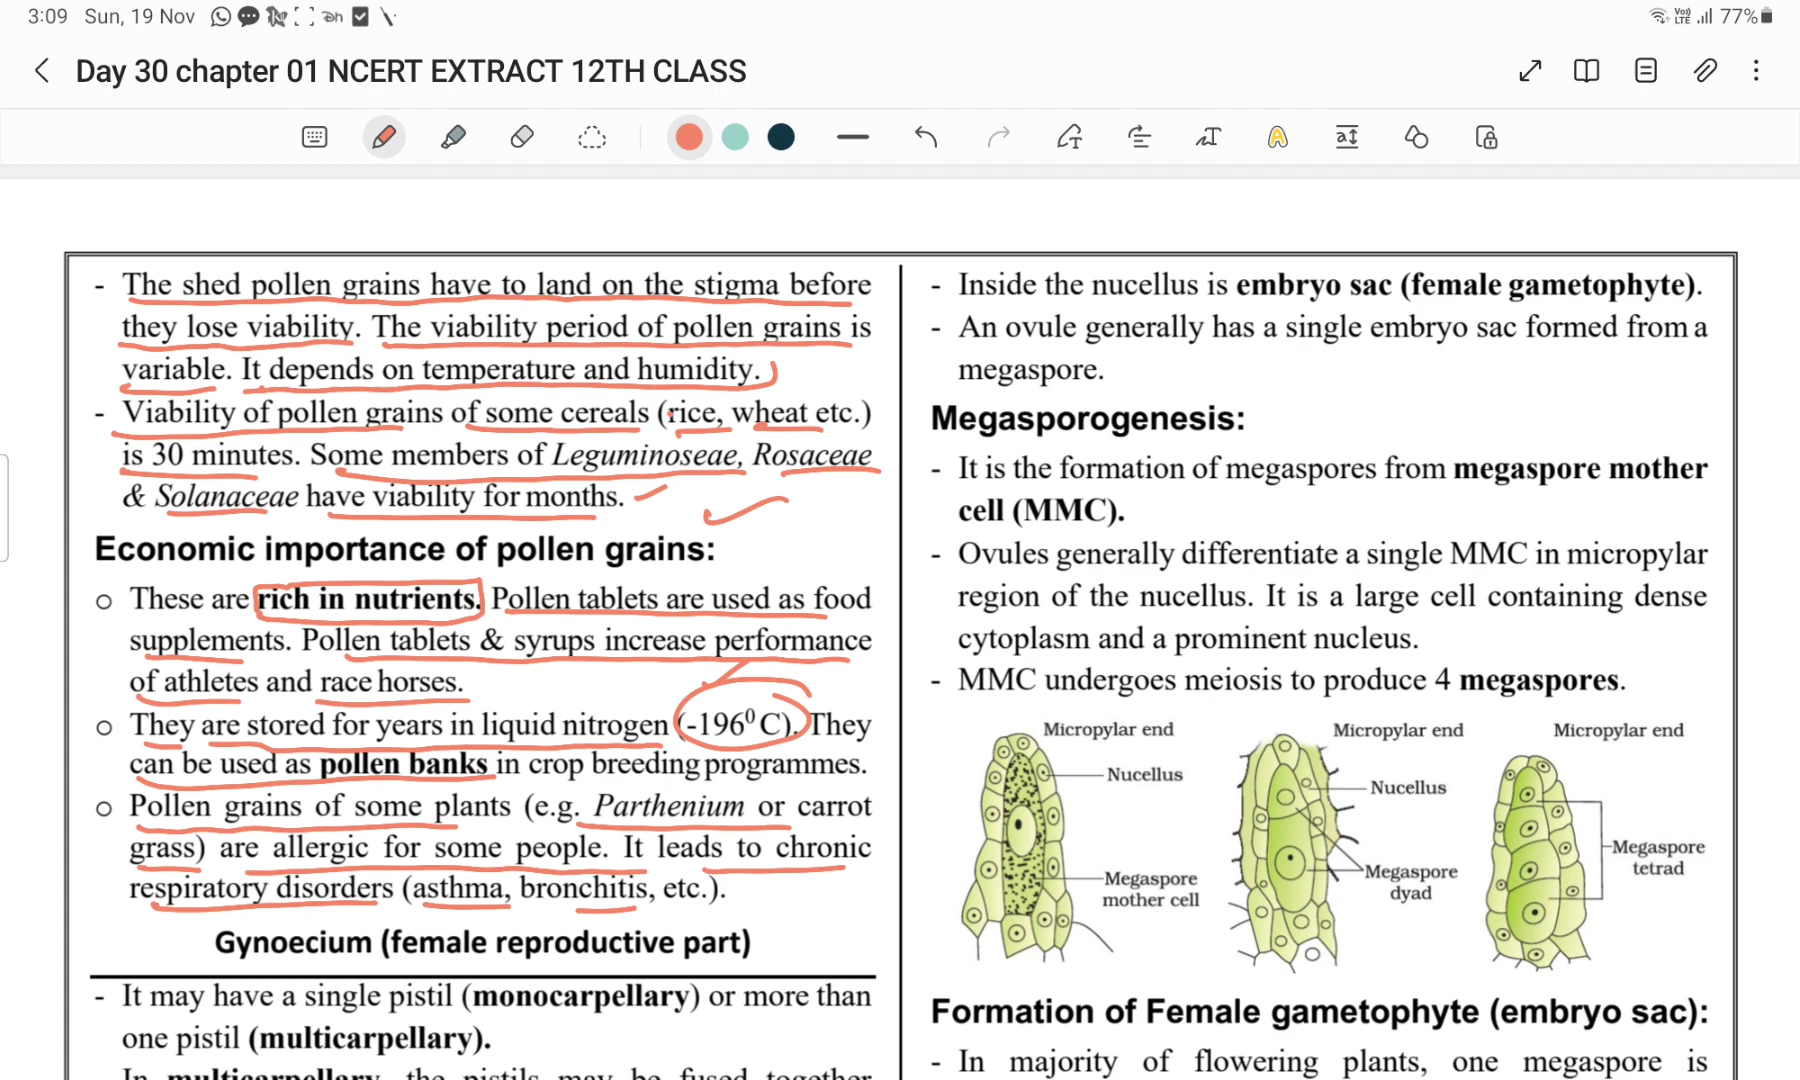 3:09 Sun, 19 Nov
77%
Day 30 chapter 01 NCERT EXTRACT 12TH CLASS
- The shed pollen grains have to land on the stigma before
they lose viability. The viability period of pollen grains is
variable. It depends on temperature and humidity.
- Viability of pollen grains of some cereals (rice, wheat etc.)
is 30 minutes. Some members of Leguminoseae, Rosaceae
& Solanaceae have viability for months.
Economic importance of pollen grains:
o These are rich in nutrients. Pollen tablets are used as food
supplements. Pollen tablets & syrups increase performance
of athletes and race horses.
o They are stored for years in liquid nitrogen (-196⁰ C). They
can be used as pollen banks in crop breeding programmes.
o Pollen grains of some plants (e.g. Parthenium or carrot
grass) are allergic for some people. It leads to chronic
respiratory disorders (asthma, bronchitis, etc.).
Gynoecium (female reproductive part)
- It may have a single pistil (monocarpellary) or more than
one pistil (multicarpellary).
In multicarpellary, the pistils may be fused together
- Inside the nucellus is embryo sac (female gametophyte).
- An ovule generally has a single embryo sac formed from a
megaspore.
Megasporogenesis:
- It is the formation of megaspores from megaspore mother
cell (MMC).
- Ovules generally differentiate a single MMC in micropylar
region of the nucellus. It is a large cell containing dense
cytoplasm and a prominent nucleus.
- MMC undergoes meiosis to produce 4 megaspores.
Micropylar end
Nucellus
Megaspore
mother cell
Micropylar end
Nucellus
Megaspore
dyad
Micropylar end
Megaspore
tetrad
Formation of Female gametophyte (embryo sac):
- In majority of flowering plants, one megaspore is